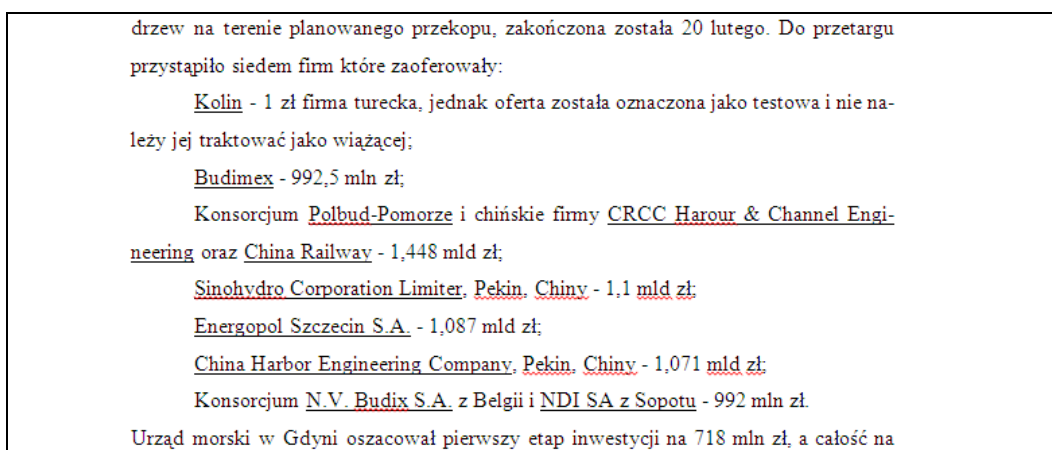 drzew na terenie planowanego przekopu, zakończona została 20 lutego. Do przetargu
przystąpiło siedem firm które zaoferowały:
Kolin - 1 zł firma turecka, jednak oferta została oznaczona jako testowa i nie na-
leży jej traktować jako wiążącej;
Budimex - 992,5 mln zł;
Konsorcjum Polbud-Pomorze i chińskie firmy CRCC Harour & Channel Engi-
neering oraz China Railway - 1,448 mld zł;
Sinohydro Corporation Limiter, Pekin, Chiny - 1,1 mld zł;
Energopol Szczecin S.A. - 1,087 mld zł;
China Harbor Engineering Company, Pekin, Chiny - 1,071 mld zł;
Konsorcjum N.V. Budix S.A. z Belgii i NDI SA z Sopotu - 992 mln zł.
Urząd morski w Gdyni oszacował pierwszy etap inwestycji na 718 mln zł, a całość na